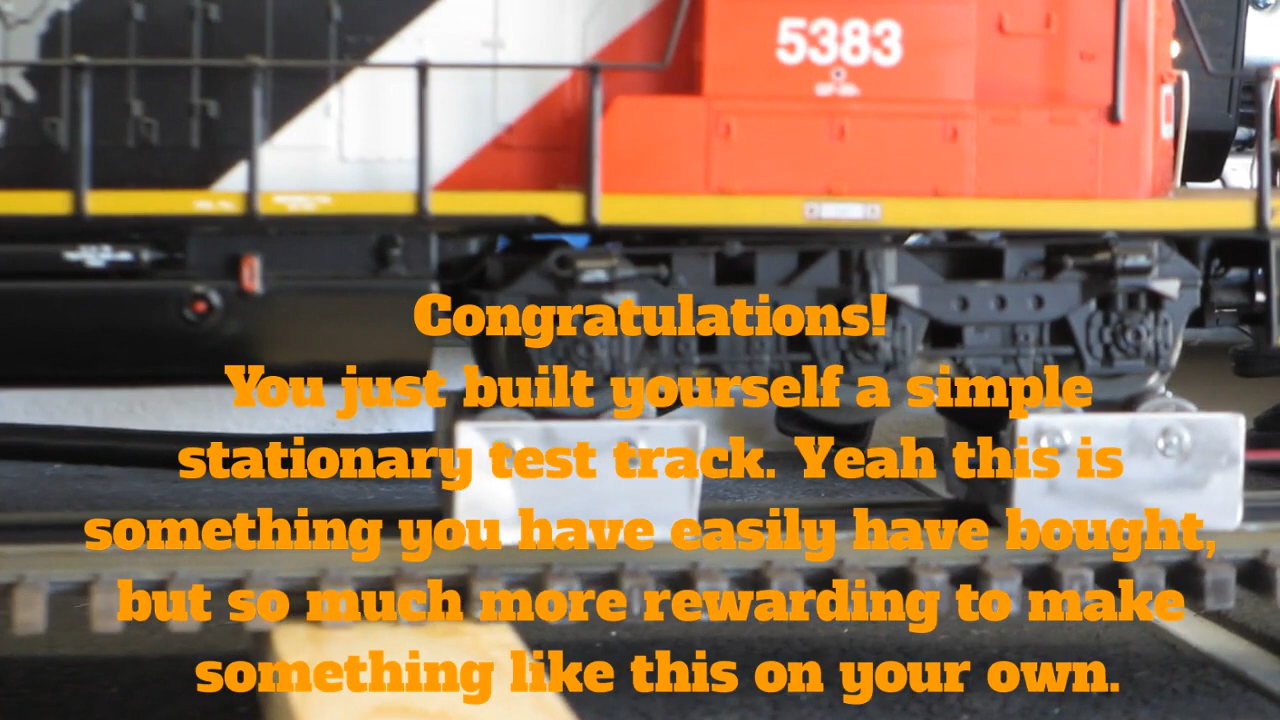 5383
Congratulations!
You just built yourself a simple
stationary test track. Yeah this is
something you have easily have bought,
but so much more rewarding to make
something like this on your own.